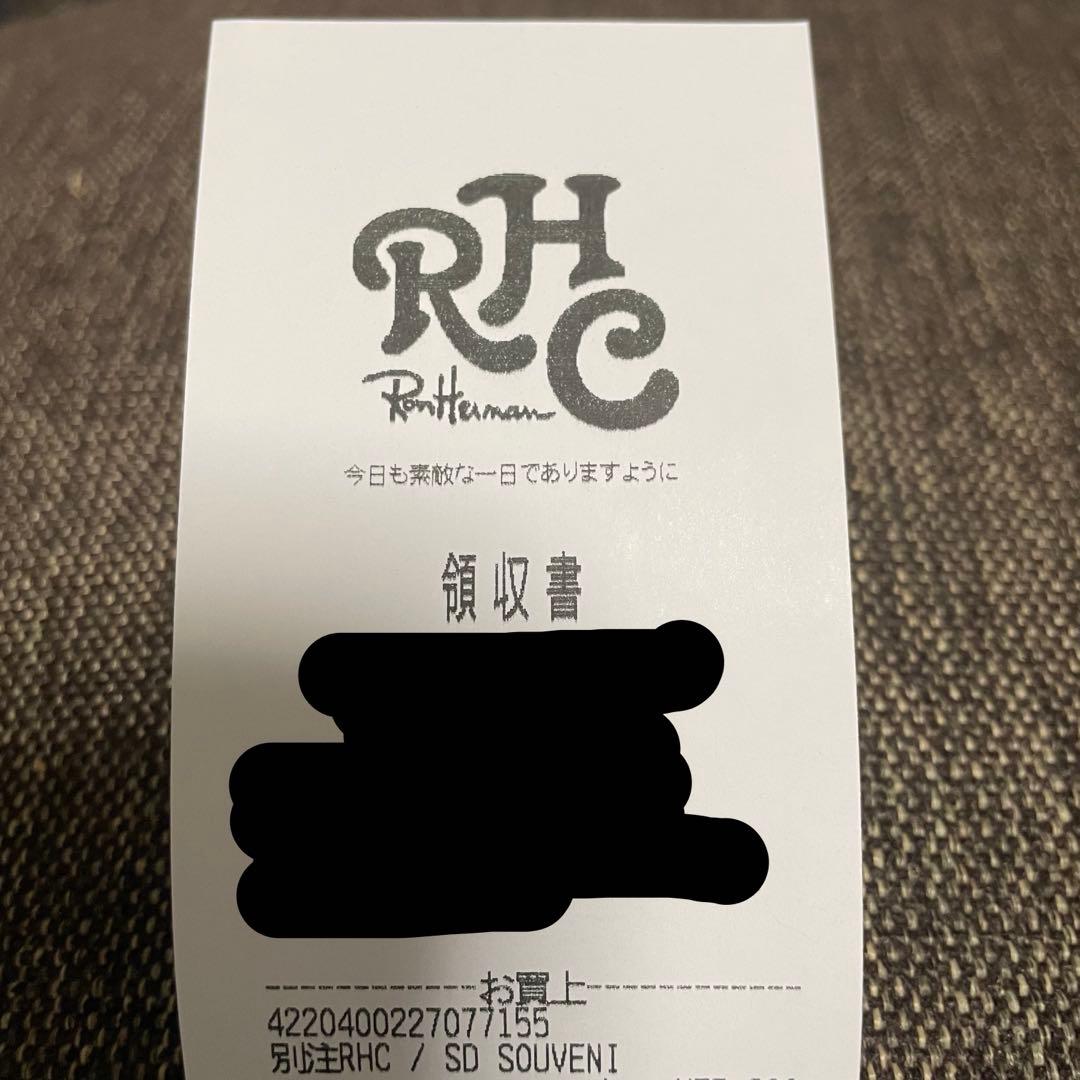 RHC
Ron Herman
今日も素敵な一日でありますように
領収書
お買上
4220400227077155
別注RHC / SD SOUVENI